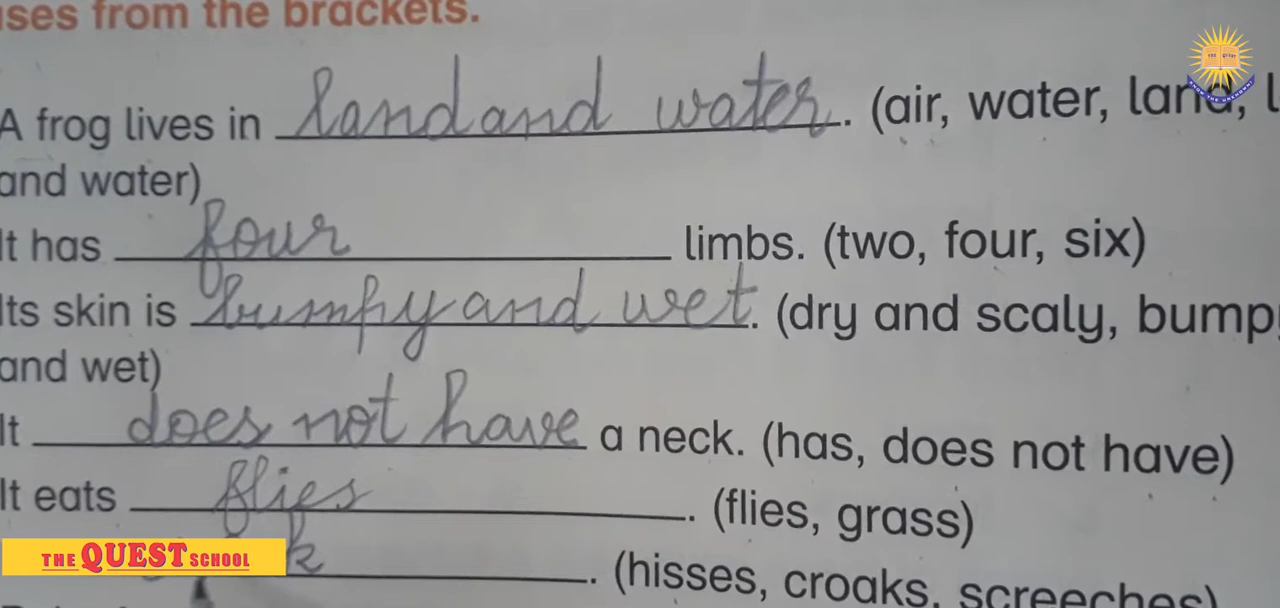 ses from the brackets.
A frog lives in land and water. (air, water, land, l
and water)
It has four limbs. (two, four, six)
Its skin is bumpy and wet. (dry and scaly, bump
and wet)
It does not have a neck. (has, does not have)
It eats flies. (flies, grass)
THE QUEST SCHOOL k . (hisses, croaks, screeches)